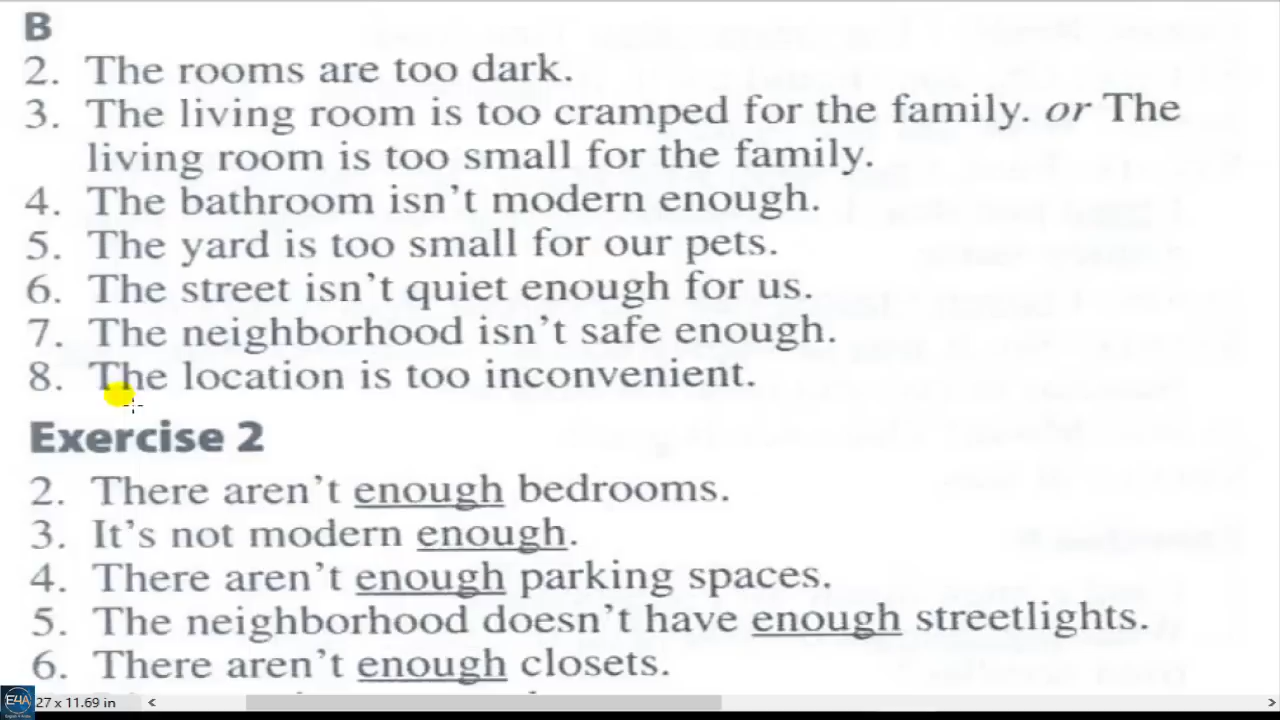 B
2. The rooms are too dark.
3. The living room is too cramped for the family. or The
living room is too small for the family.
4. The bathroom isn't modern enough.
5. The yard is too small for our pets.
6. The street isn't quiet enough for us.
7. The neighborhood isn't safe enough.
8. The location is too inconvenient.
Exercise 2
2. There aren't enough bedrooms.
3. It's not modern enough.
4. There aren't enough parking spaces.
5. The neighborhood doesn't have enough streetlights.
6. There aren't enough closets.
E4A
27 x 11.69 in